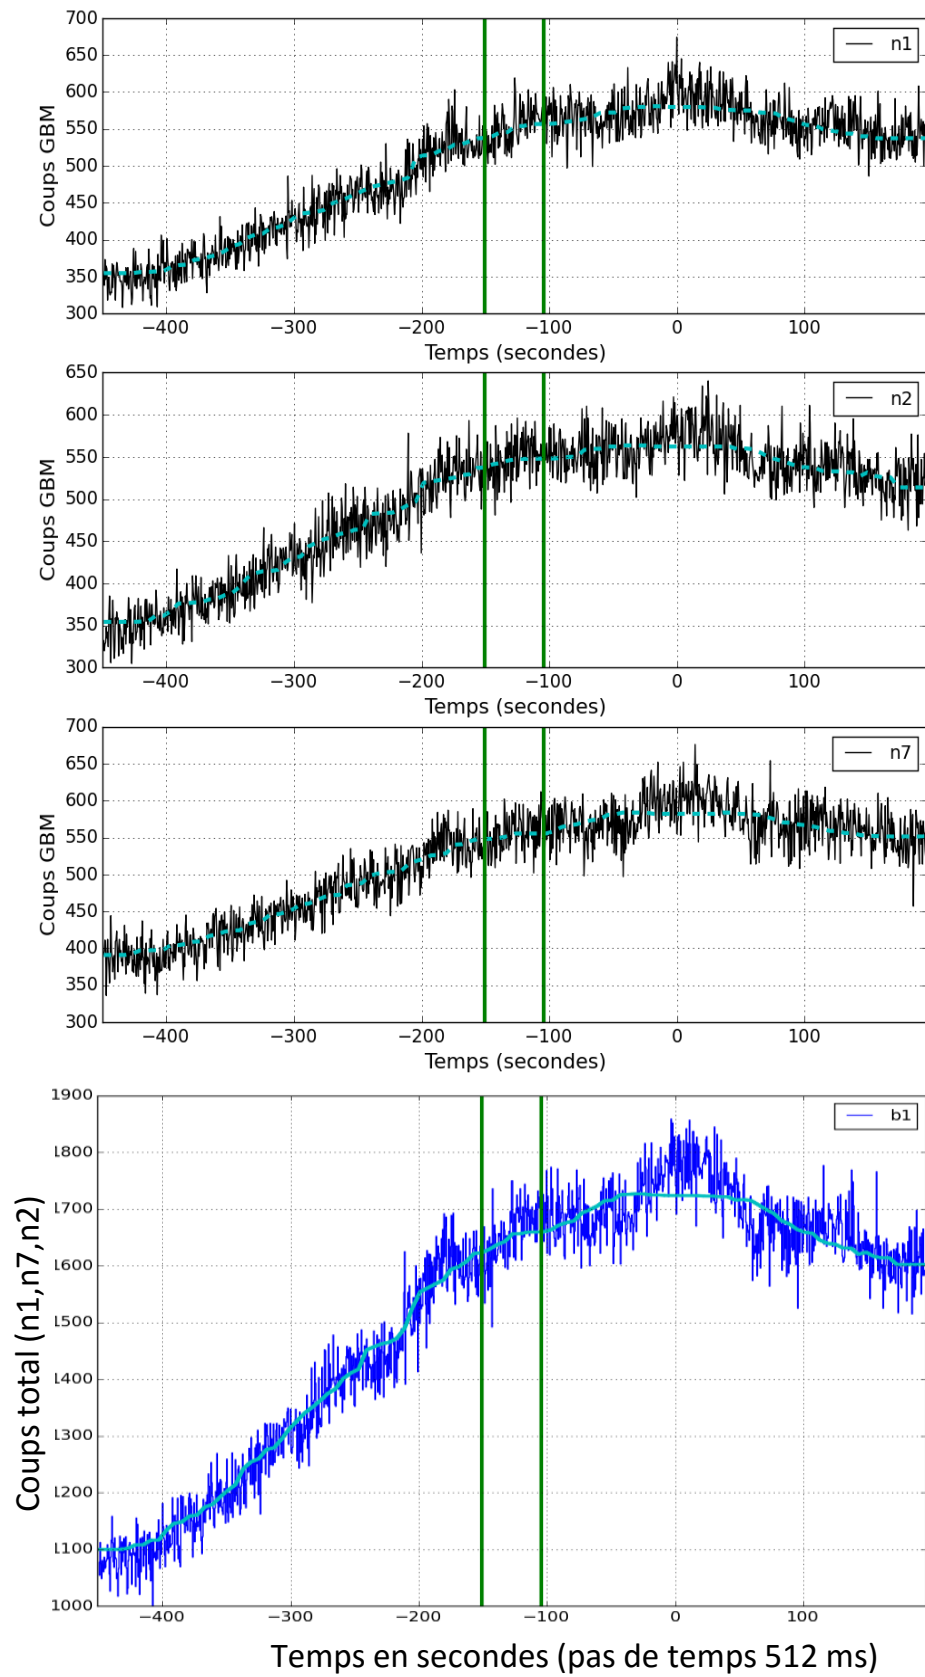 700
650
600
550
500
450
400
350
300
Coups GBM
n1
−400 −300 −200 −100 0 100
Temps (secondes)
650
600
550
500
450
400
350
300
Coups GBM
n2
−400 −300 −200 −100 0 100
Temps (secondes)
700
650
600
550
500
450
400
350
300
Coups GBM
n7
−400 −300 −200 −100 0 100
Temps (secondes)
1900
1800
1700
1600
1500
1400
1300
1200
1100
1000
Coups total (n1,n7,n2)
b1
−400 −300 −200 −100 0 100
Temps en secondes (pas de temps 512 ms)